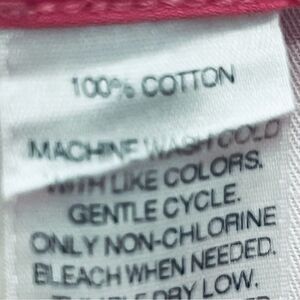 100% COTTON
MACHINE WASH COLD
WITH LIKE COLORS.
GENTLE CYCLE.
ONLY NON-CHLORINE
BLEACH WHEN NEEDED.
TUMBLE DRY LOW.